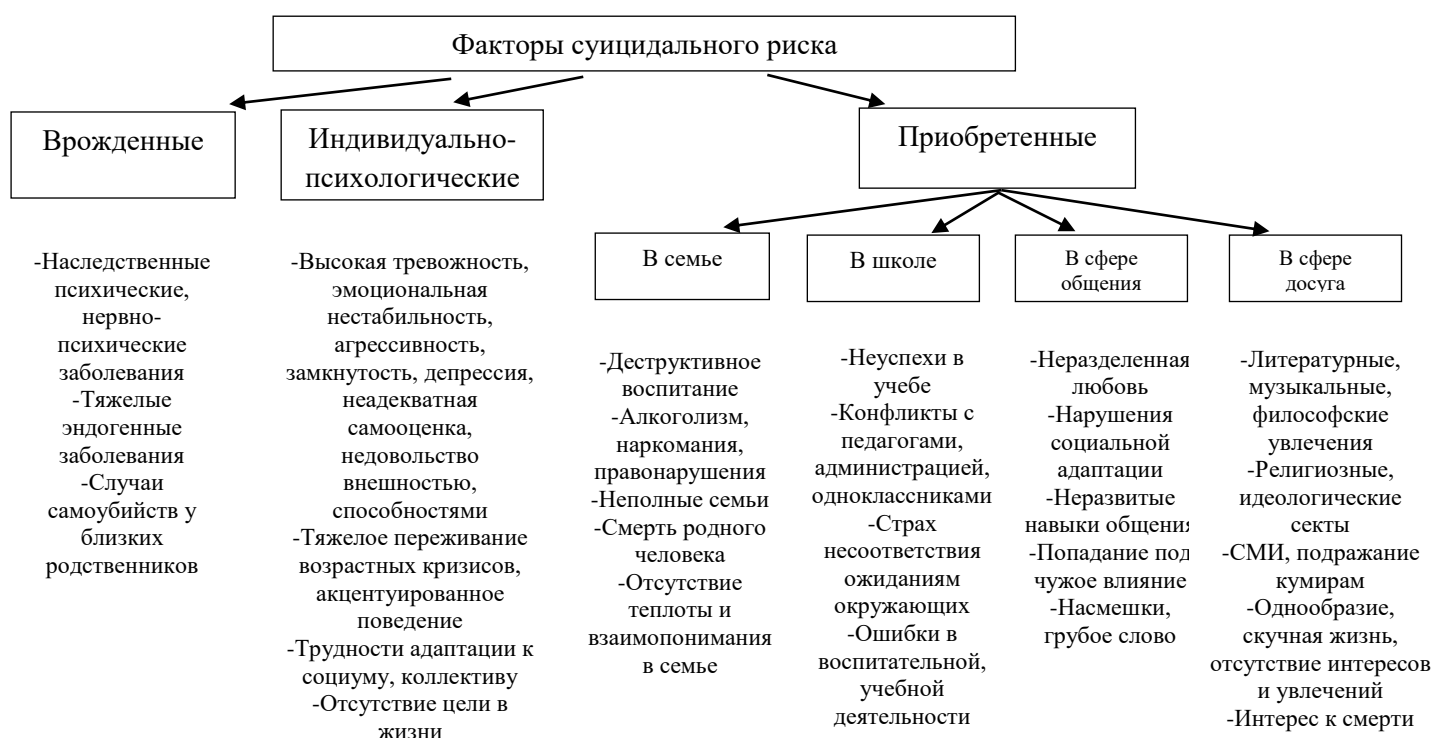 Факторы суицидального риска
Врожденные
Индивидуально-
психологические
Приобретенные
-Наследственные
психические,
нервно-
психические
заболевания
-Тяжелые
эндогенные
заболевания
-Случаи
самоубийств у
близких
родственников
-Высокая тревожность,
эмоциональная
нестабильность,
агрессивность,
замкнутость, депрессия,
неадекватная
самооценка,
недовольство
внешностью,
способностями
-Тяжелое переживание
возрастных кризисов,
акцентуированное
поведение
-Трудности адаптации к
социуму, коллективу
-Отсутствие цели в
жизни
В семье
-Деструктивное
воспитание
-Алкоголизм,
наркомания,
правонарушения
-Неполные семьи
-Смерть родного
человека
-Отсутствие
теплоты и
взаимопонимания
в семье
В школе
-Неуспехи в
учебе
-Конфликты с
педагогами,
администрацией,
одноклассниками
-Страх
несоответствия
ожиданиям
окружающих
-Ошибки в
воспитательной,
учебной
деятельности
В сфере
общения
-Неразделенная
любовь
-Нарушения
социальной
адаптации
-Неразвитые
навыки общения
-Попадание под
чужое влияние
-Насмешки,
грубое слово
В сфере
досуга
-Литературные,
музыкальные,
философские
увлечения
-Религиозные,
идеологические
секты
-СМИ, подражание
кумирам
-Однообразие,
скучная жизнь,
отсутствие интересов
и увлечений
-Интерес к смерти